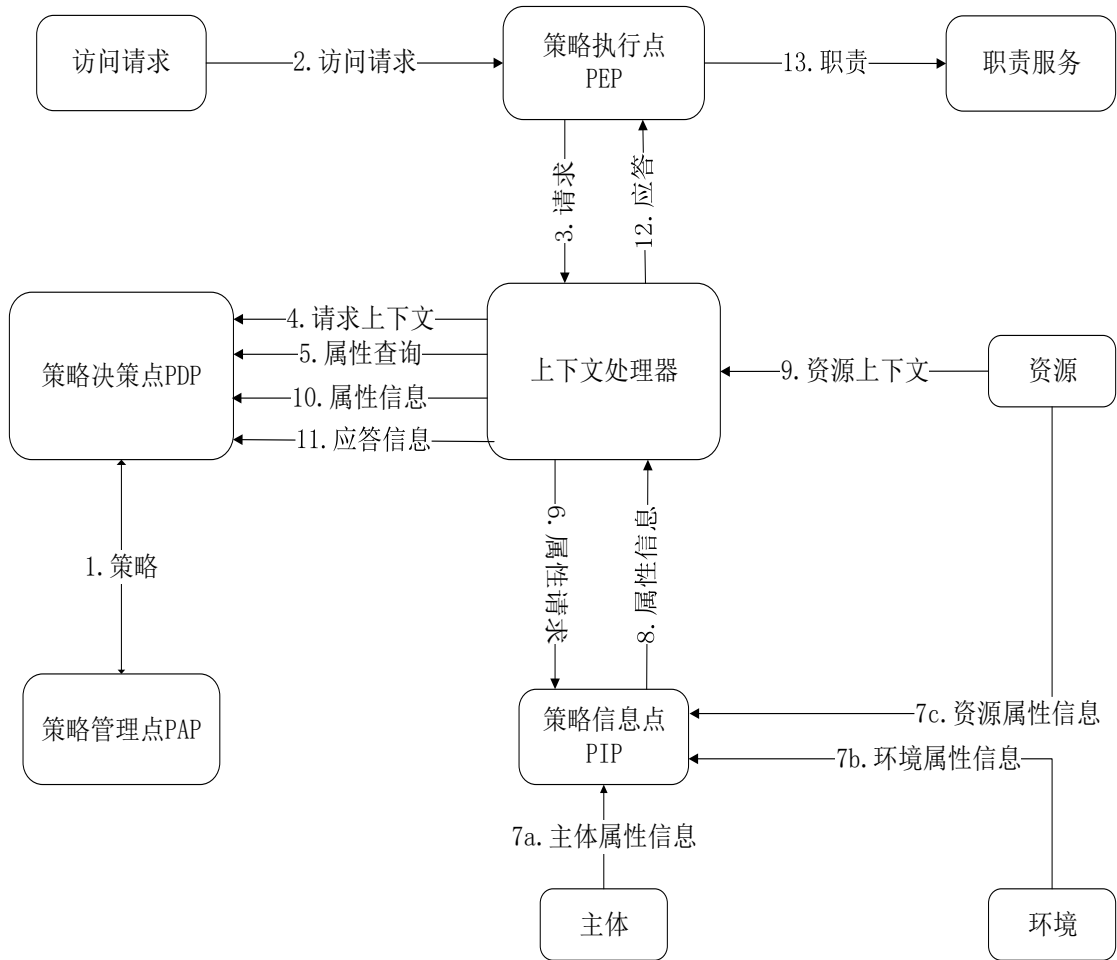 访问请求
2.访问请求
策略执行点
PEP
13.职责
职责服务
3.请求
12.应答
策略决策点PDP
4.请求上下文
5.属性查询
10.属性信息
11.应答信息
上下文处理器
9.资源上下文
资源
1.策略
6.属性请求
8.属性信息
策略管理点PAP
策略信息点
PIP
7c.资源属性信息
7b.环境属性信息
7a.主体属性信息
主体
环境